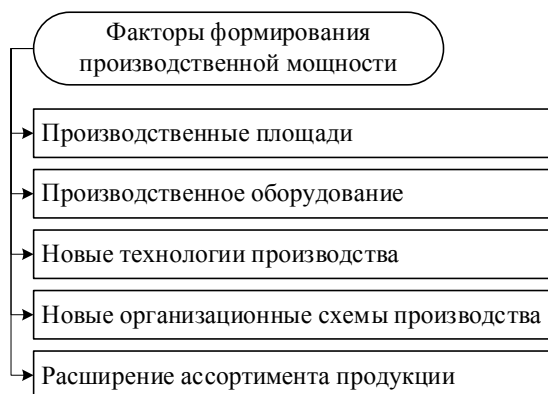 Факторы формирования
производственной мощности
Производственные площади
Производственное оборудование
Новые технологии производства
Новые организационные схемы производства
Расширение ассортимента продукции